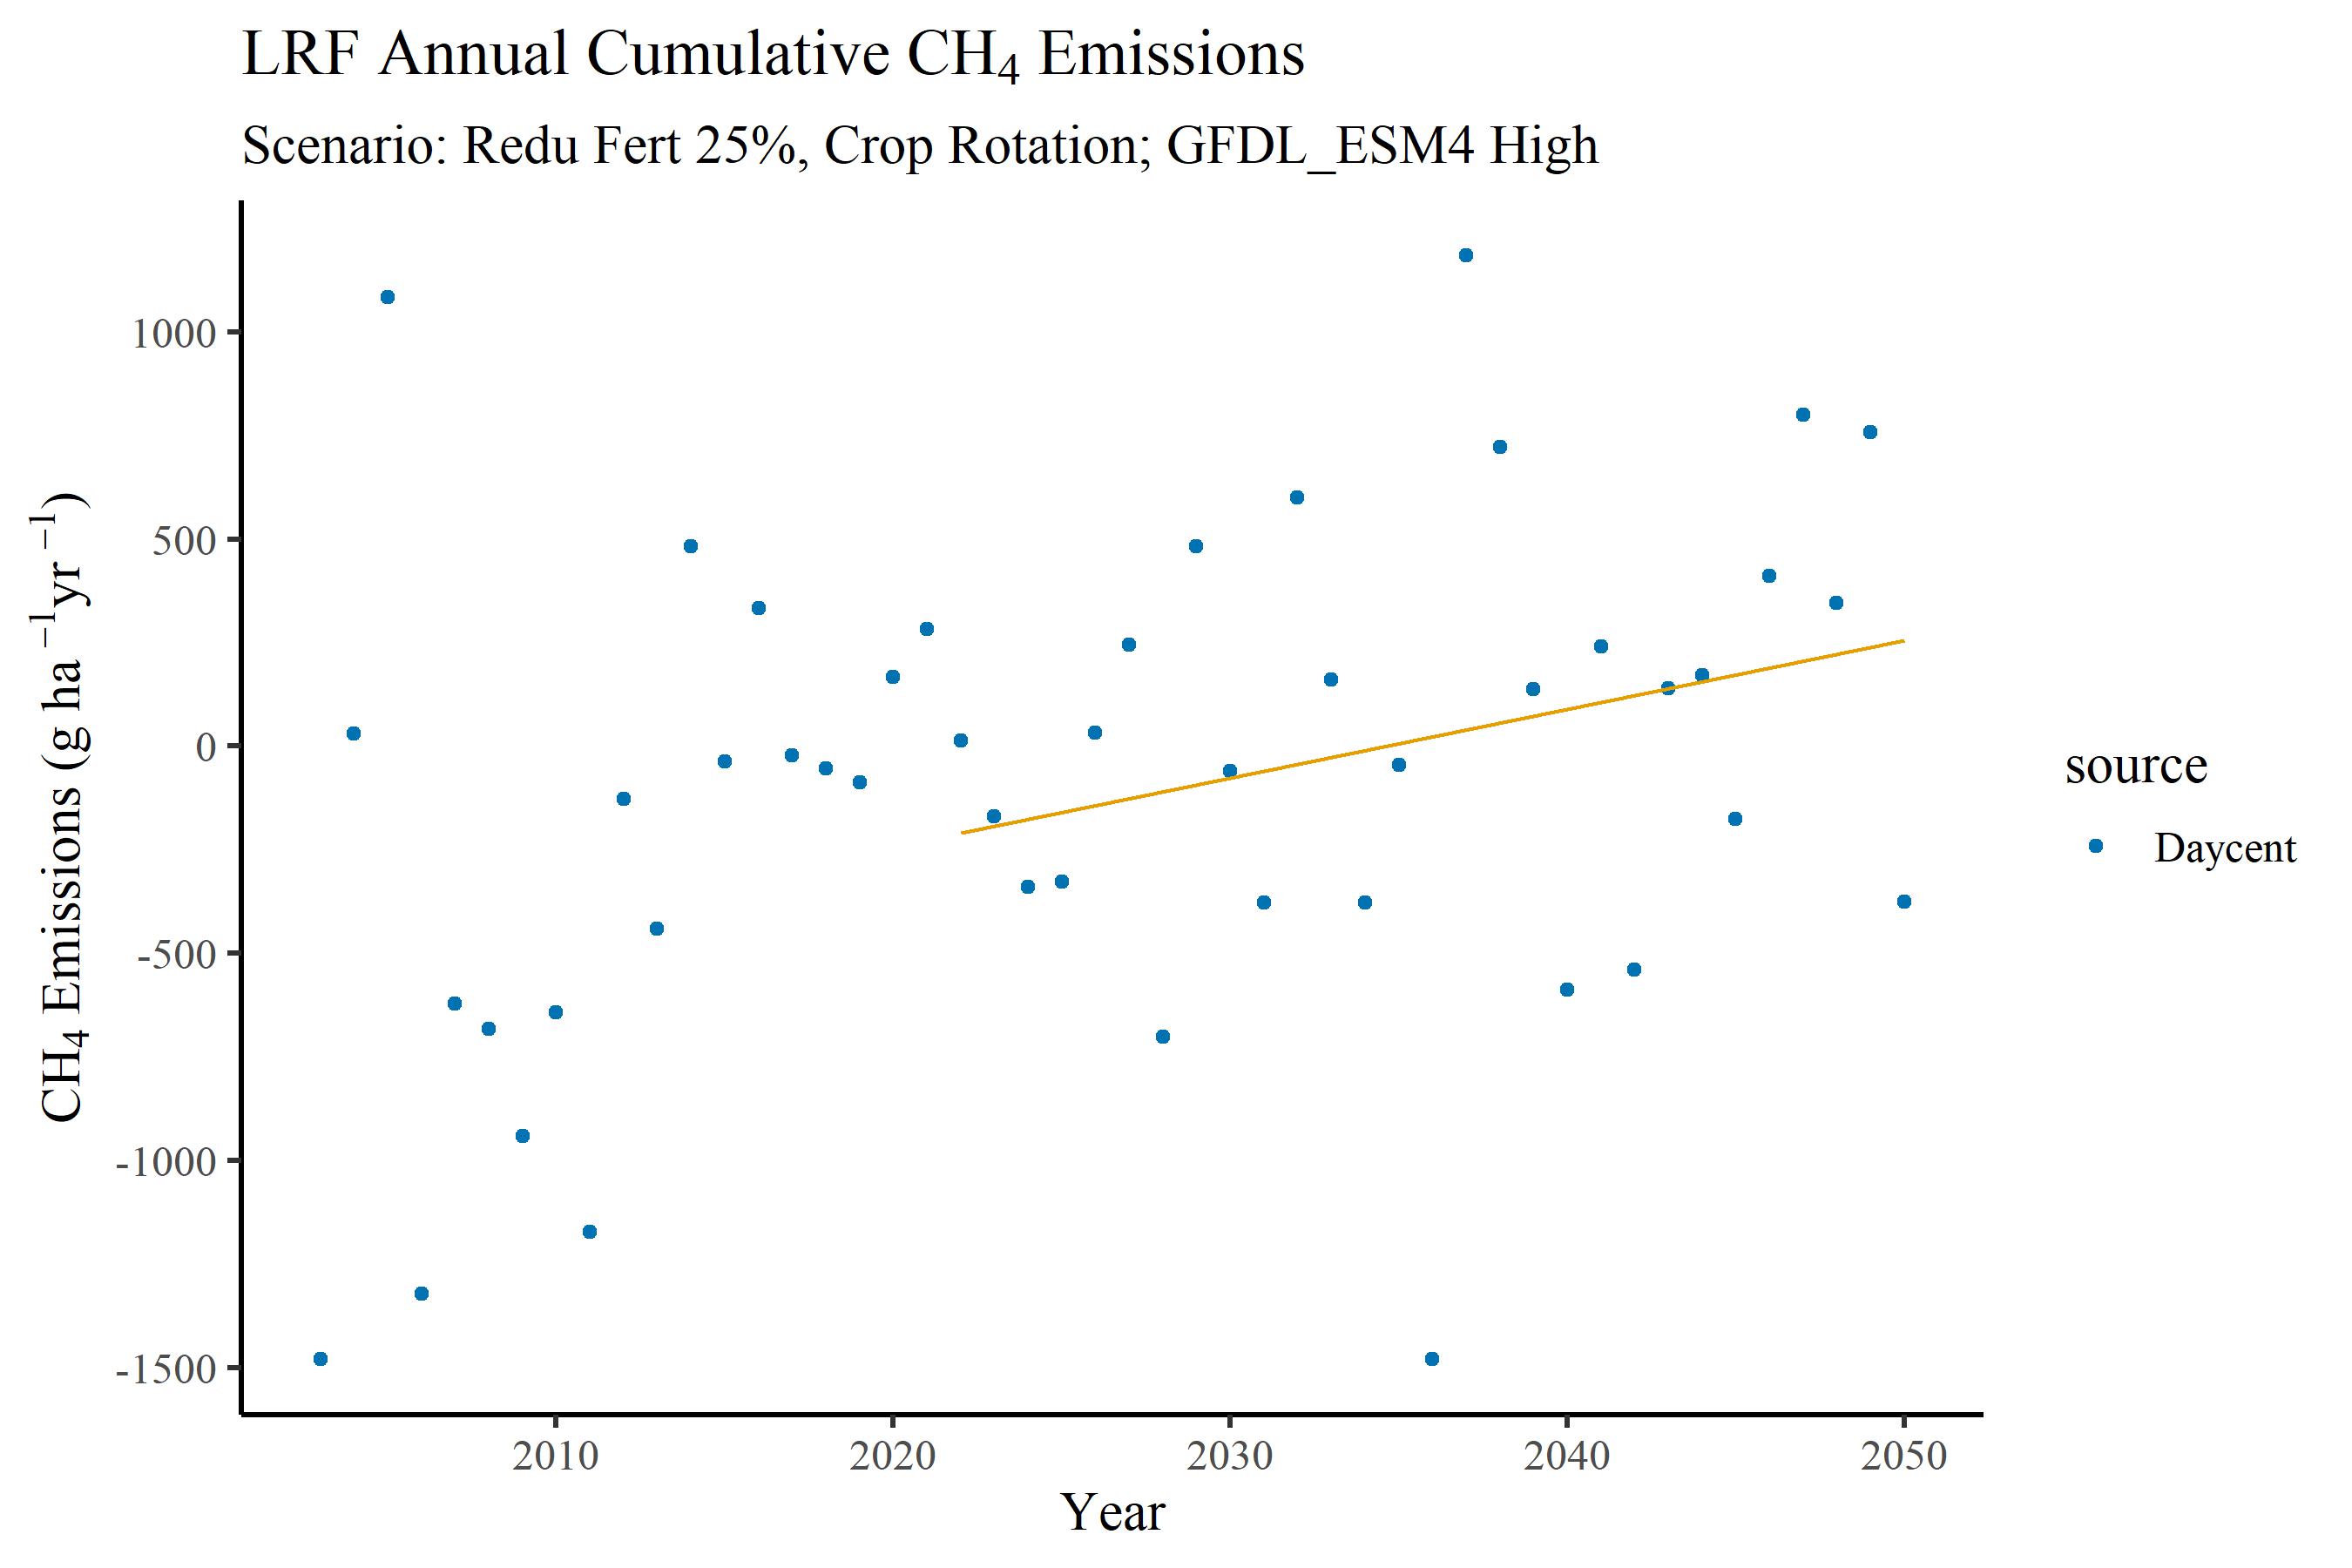 LRF Annual Cumulative CH₄ Emissions
Scenario: Redu Fert 25%, Crop Rotation; GFDL_ESM4 High
CH₄ Emissions (g ha ⁻¹yr ⁻¹)
1000
500
0
-500
-1000
-1500
2010 2020 2030 2040 2050
Year
source
Daycent